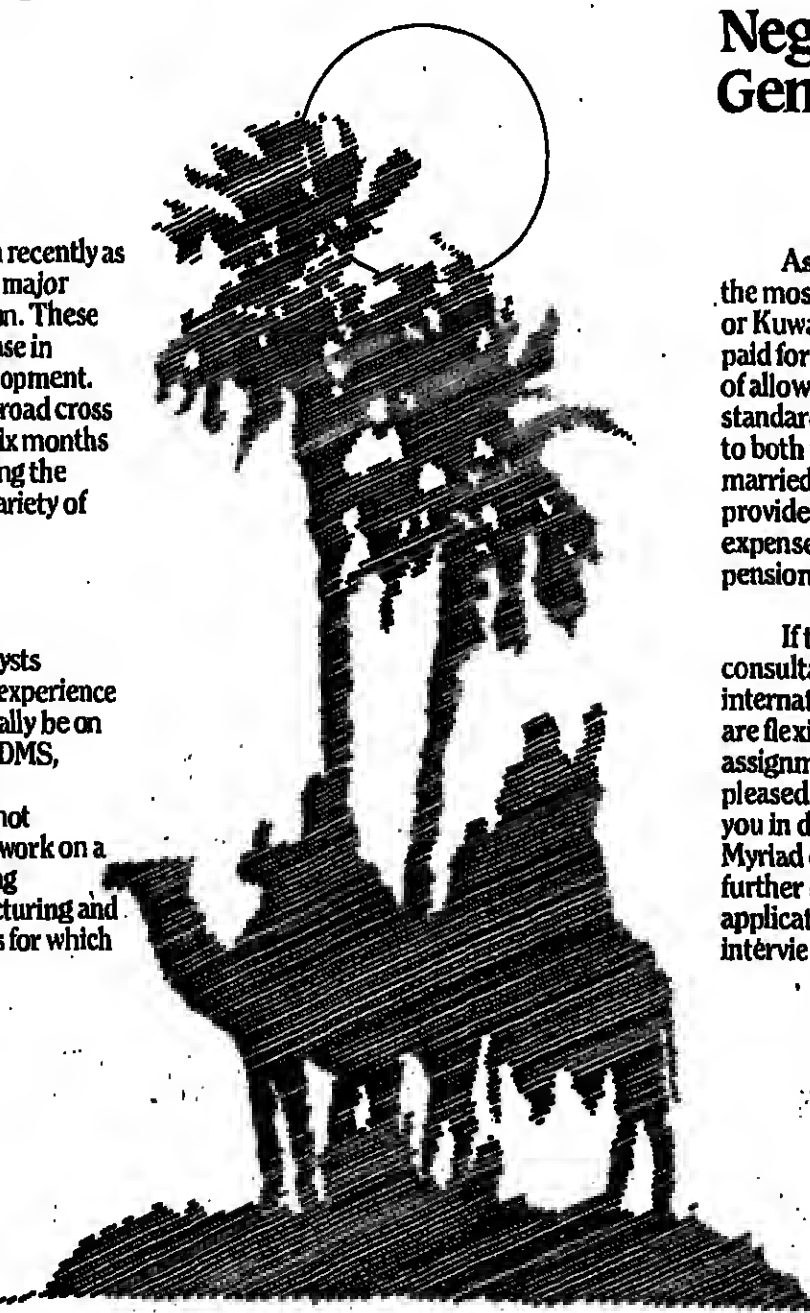 recently as
major
n. These
ase in
opment.
road cross
ix months
ng the
ariety of
ysts
experience
ally be on
DMS,
not
work on a
ng
cturing and
s for which
Neg
Gen
As
the mos
or Kuwa
paid for
of allow
standar
to both
married
provide
expense
pension
If t
consulta
internat
are flexi
assignm
pleased
you in d
Myriad
further
applicat
intervie